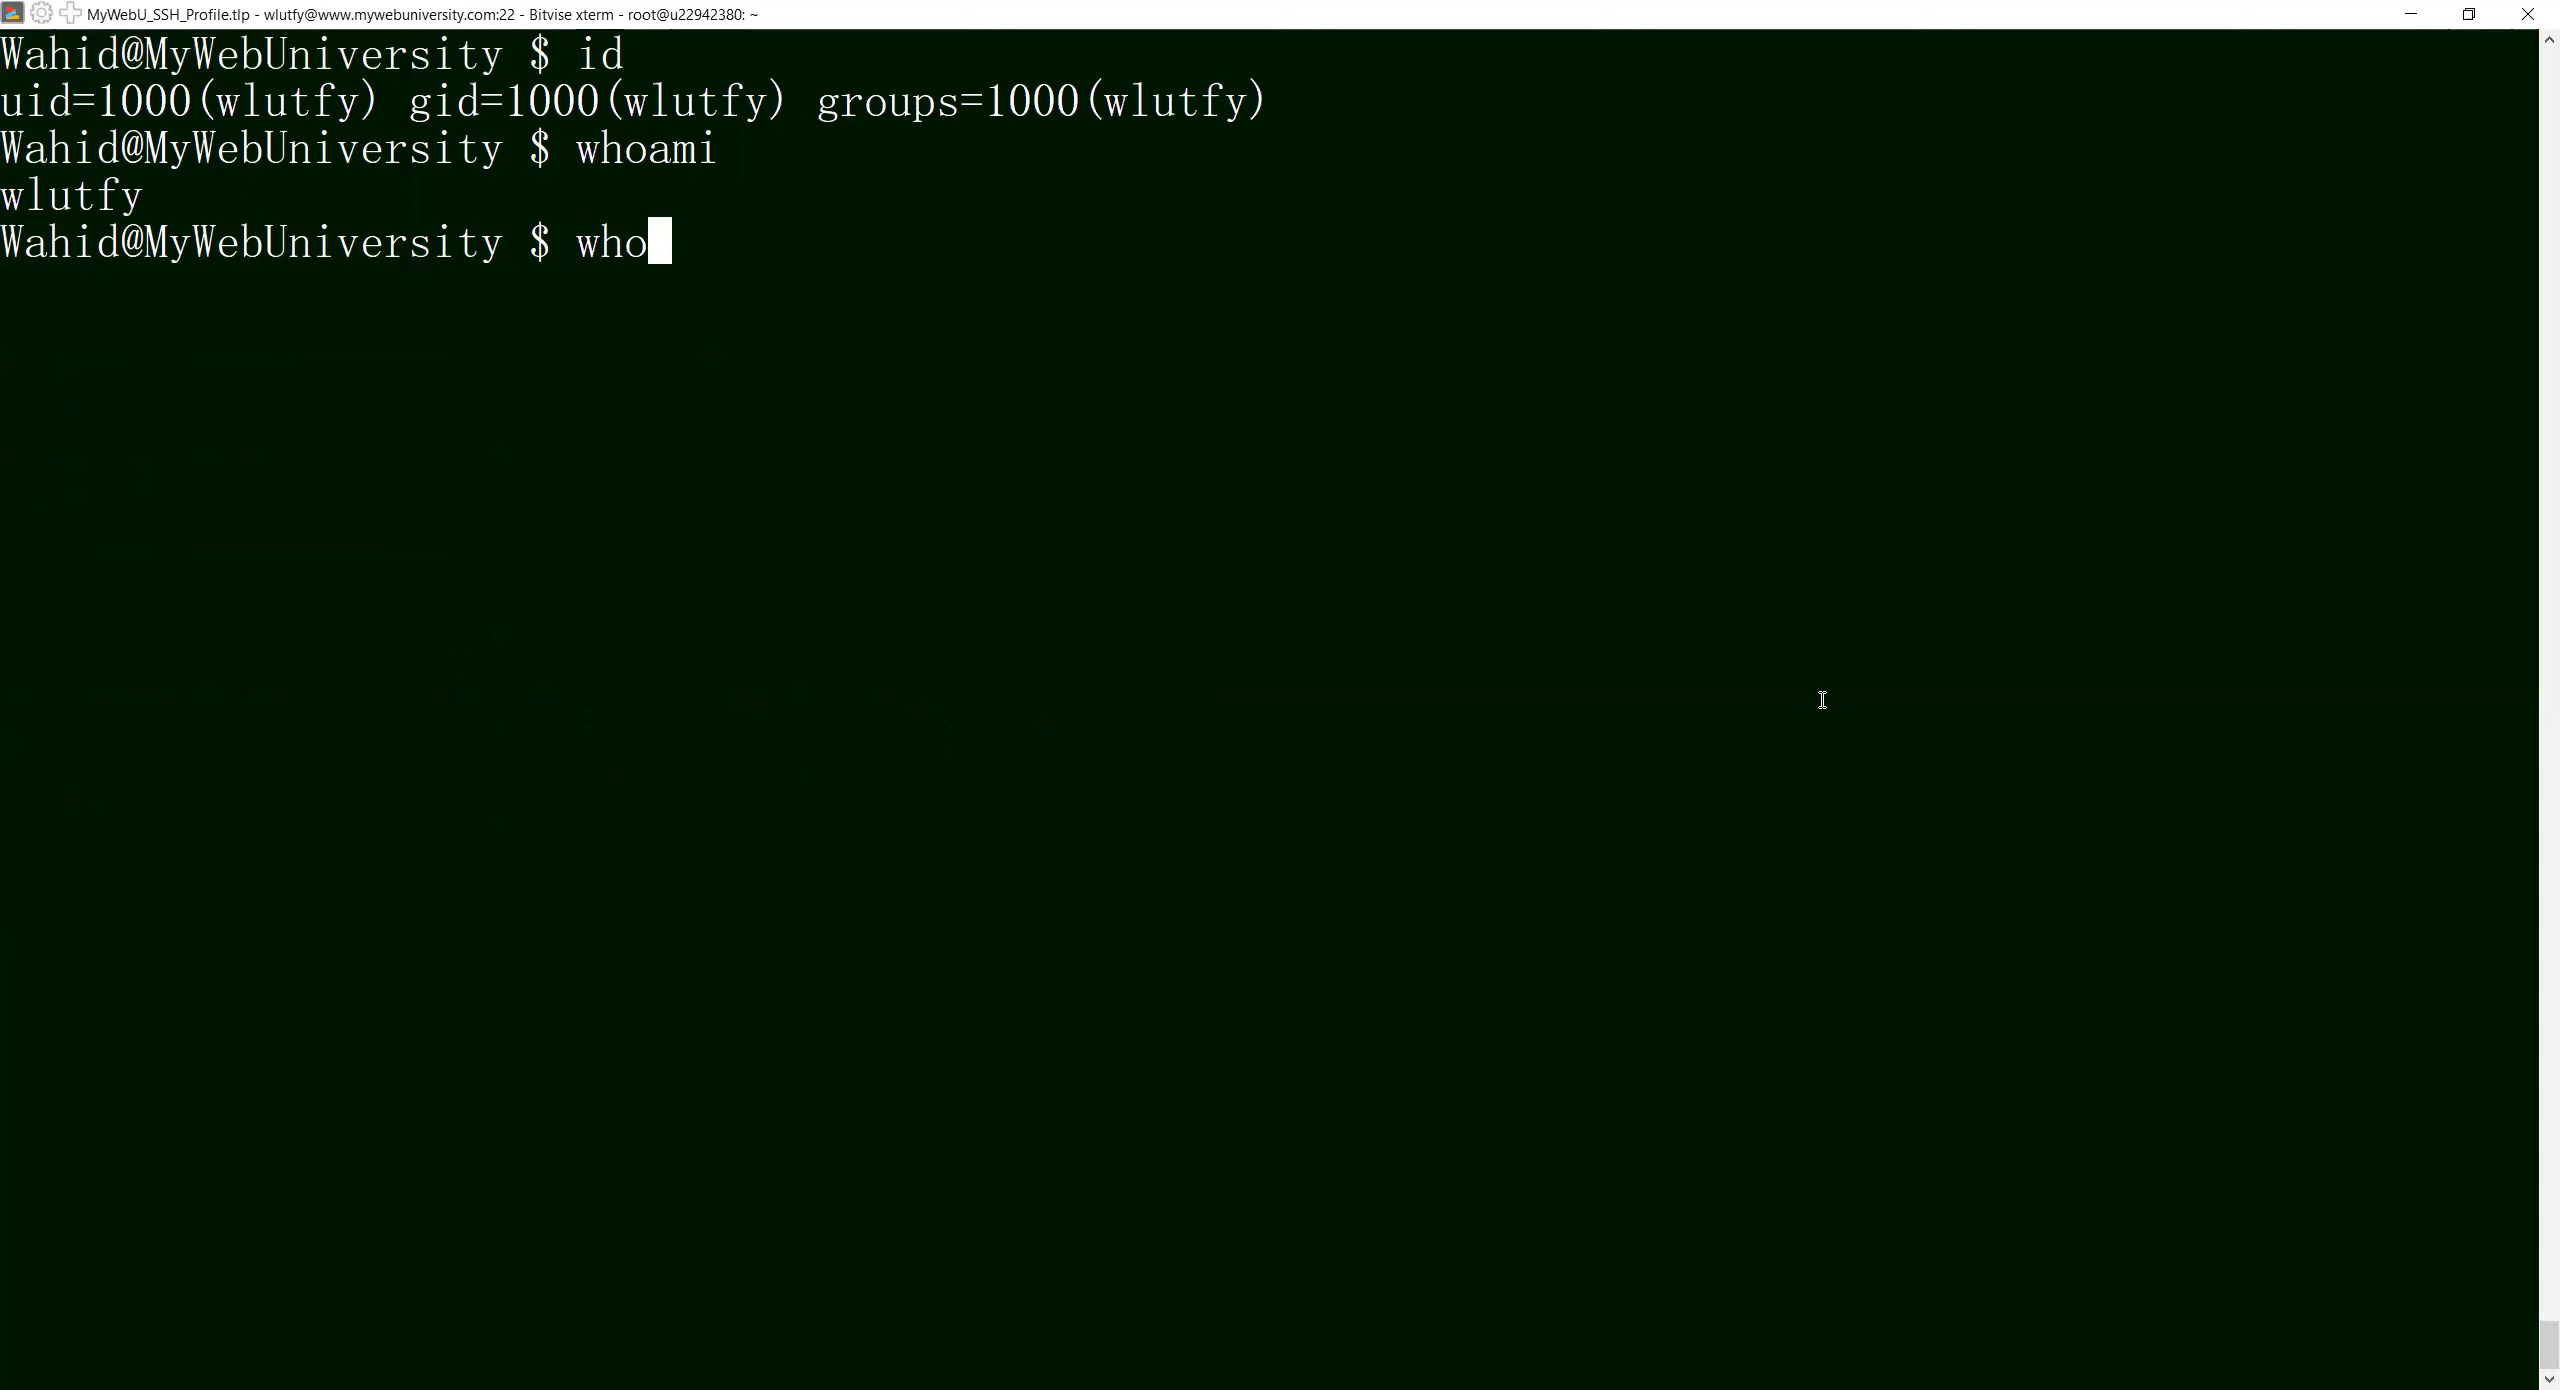 MyWebU_SSH_Profile.tlp - wlutfy@www.mywebuniversity.com:22 - Bitvise xterm - root@u22942380: ~
Wahid@MyWebUniversity $ id
uid=1000(wlutfy) gid=1000(wlutfy) groups=1000(wlutfy)
Wahid@MyWebUniversity $ whoami
wlutfy
Wahid@MyWebUniversity $ who